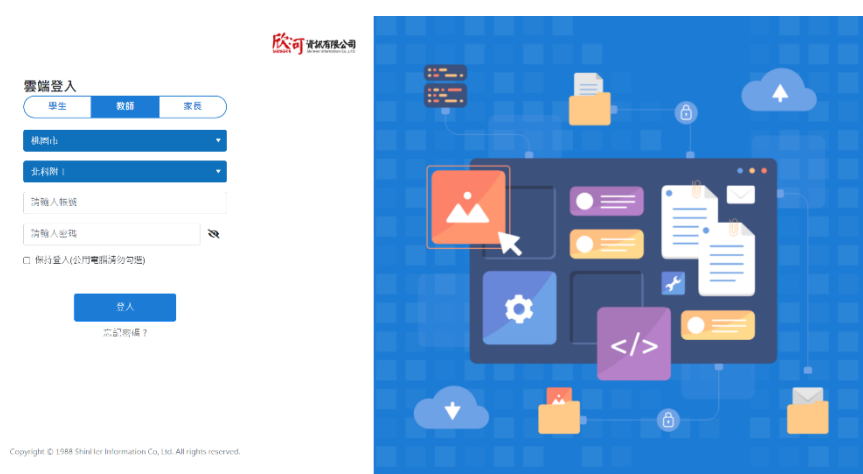 欣河 資訊有限公司
雲端登入
學生 教師 家長
桃園市
北科附工
請輸入帳號
請輸入密碼
保持登入(公用電腦請勿勾選)
登入
忘記密碼？
Copyright © 1988 ShinHer Information Co, Ltd. All rights reserved.